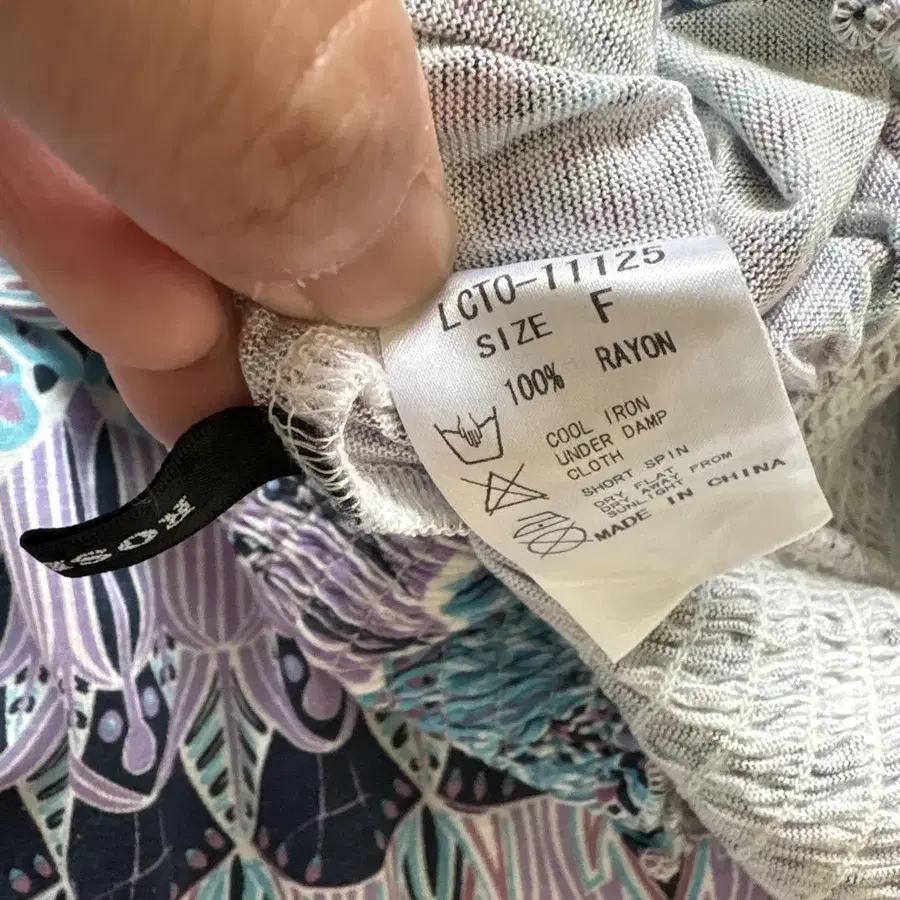 LCTO-11125
SIZE F
100% RAYON
COOL IRON
UNDER DAMP
CLOTH
SHORT SPIN
DRY FLAT
DRY AWAY FROM
SUNLIGHT
MADE IN CHINA